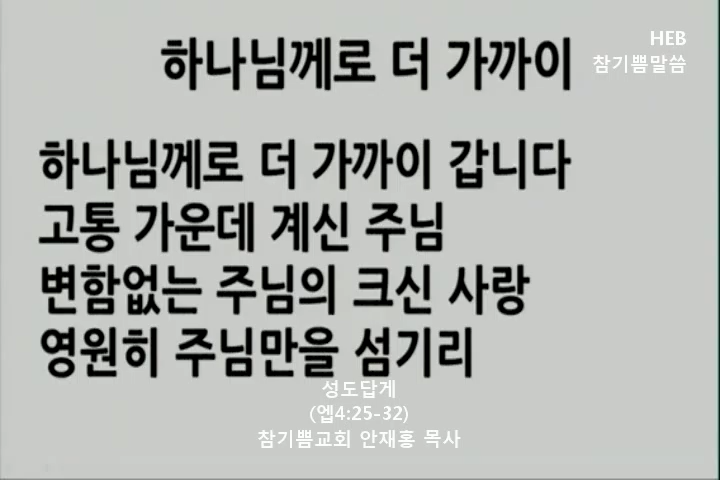 하나님께로 더 가까이
HEB
참기쁨말씀
하나님께로 더 가까이 갑니다
고통 가운데 계신 주님
변함없는 주님의 크신 사랑
영원히 주님만을 섬기리
성도답게
(엡4:25-32)
참기쁨교회 안재홍 목사